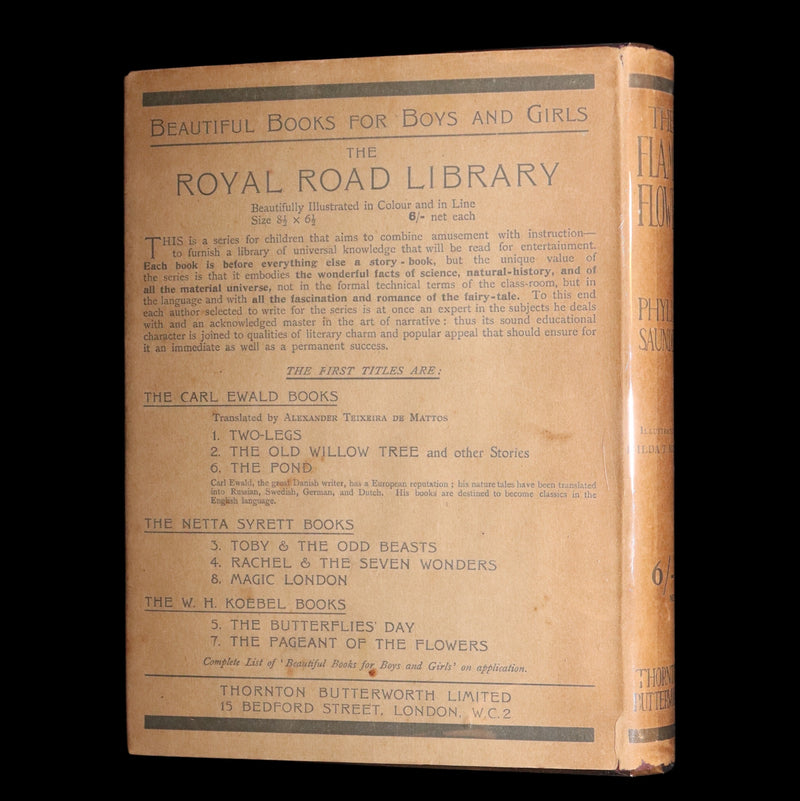 BEAUTIFUL BOOKS FOR BOYS AND GIRLS
THE
ROYAL ROAD LIBRARY
Beautifully Illustrated in Colour and in Line
Size 8½ × 6½ 6/- net each
THIS is a series for children that aims to combine amusement with instruction—
to furnish a library of universal knowledge that will be read for entertainment.
Each book is before everything else a story-book, but the unique value of
the series is that it embodies the wonderful facts of science, natural-history, and of
all the material universe, not in the formal technical terms of the class-room, but in
the language and with all the fascination and romance of the fairy-tale. To this end
each author selected to write for the series is at once an expert in the subjects he deals
with and an acknowledged master in the art of narrative: thus its sound educational
character is joined to qualities of literary charm and popular appeal that should ensure for
it an immediate as well as a permanent success.
THE FIRST TITLES ARE:
THE CARL EWALD BOOKS
Translated by ALEXANDER TEIXEIRA DE MATTOS
1. TWO-LEGS
2. THE OLD WILLOW TREE and other Stories
6. THE POND
Carl Ewald, the great Danish writer, has a European reputation; his nature tales have been translated
into Russian, Swedish, German, and Dutch. His books are destined to become classics in the
English language.
THE NETTA SYRETT BOOKS
3. TOBY & THE ODD BEASTS
4. RACHEL & THE SEVEN WONDERS
8. MAGIC LONDON
THE W. H. KOEBEL BOOKS
5. THE BUTTERFLIES' DAY
7. THE PAGEANT OF THE FLOWERS
Complete List of 'Beautiful Books for Boys and Girls' on application.
THORNTON BUTTERWORTH LIMITED
15 BEDFORD STREET, LONDON, W.C.2
THE
6/-